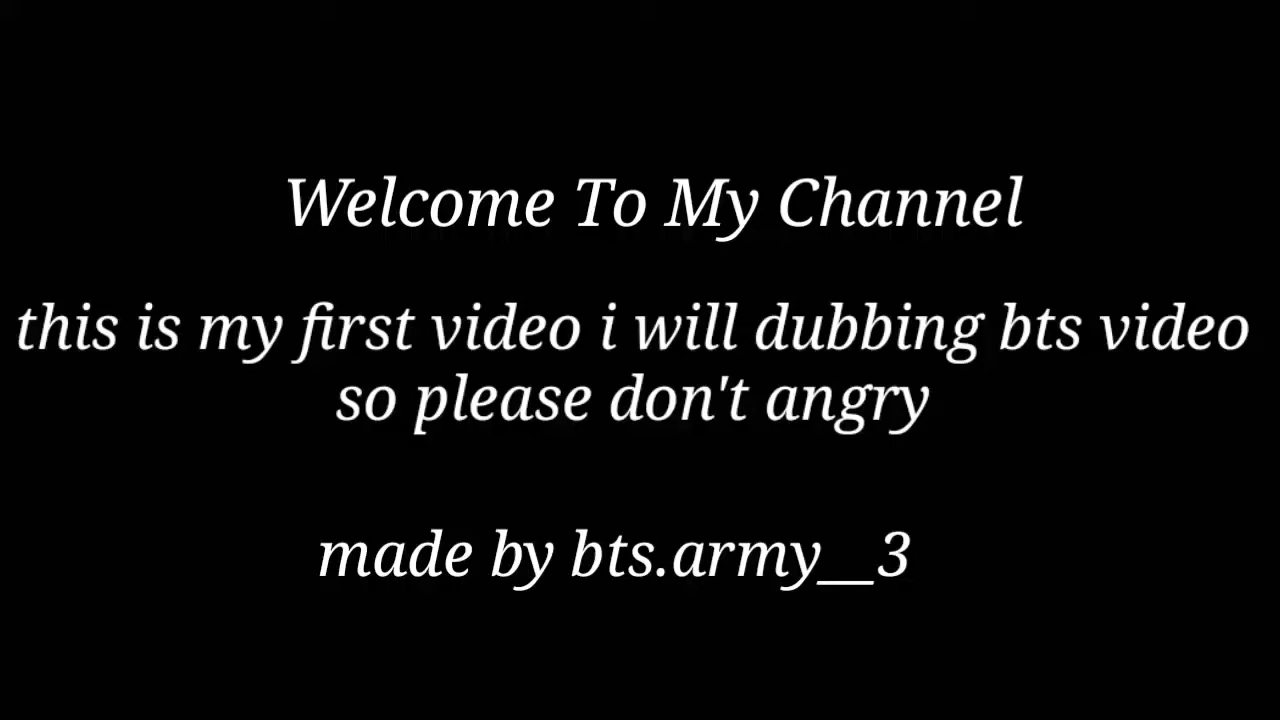 Welcome To My Channel
this is my first video i will dubbing bts video
so please don't angry
made by bts.army__3